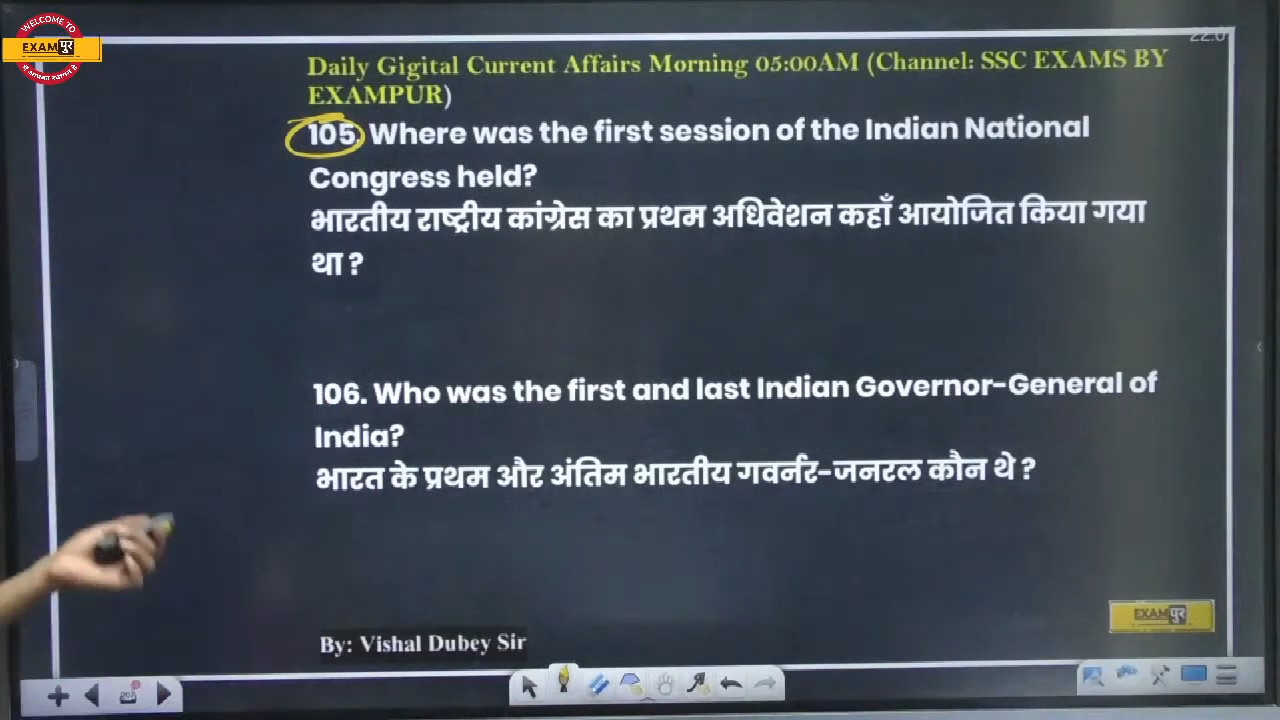 WELCOME TO
EXAMपुर
22:0
Daily Gigital Current Affairs Morning 05:00AM (Channel: SSC EXAMS BY
EXAMPUR)
105. Where was the first session of the Indian National
Congress held?
भारतीय राष्ट्रीय कांग्रेस का प्रथम अधिवेशन कहाँ आयोजित किया गया
था ?
106. Who was the first and last Indian Governor-General of
India?
भारत के प्रथम और अंतिम भारतीय गवर्नर-जनरल कौन थे ?
EXAMपुर
By: Vishal Dubey Sir